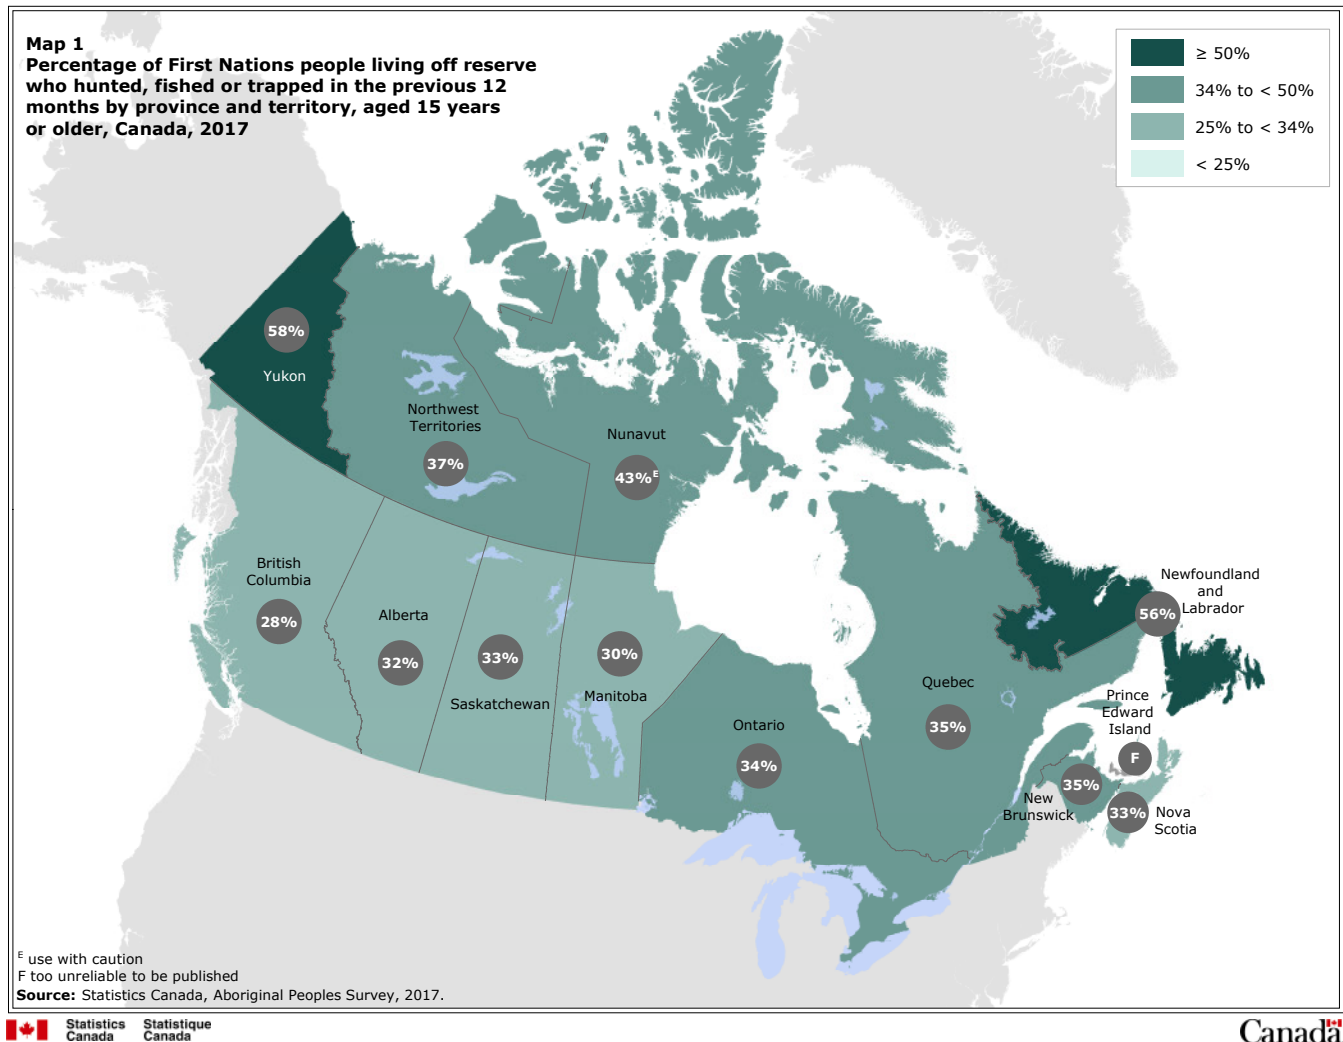 Map 1
Percentage of First Nations people living off reserve
who hunted, fished or trapped in the previous 12
months by province and territory, aged 15 years
or older, Canada, 2017
≥ 50%
34% to < 50%
25% to < 34%
< 25%
58%
Yukon
Northwest
Territories
37%
Nunavut
43%E
British
Columbia
28%
Alberta
32%
33%
Saskatchewan
30%
Manitoba
Ontario
34%
Quebec
35%
Newfoundland
and
Labrador
56%
Prince
Edward
Island
F
35%
New
Brunswick
33%
Nova
Scotia
E use with caution
F too unreliable to be published
Source: Statistics Canada, Aboriginal Peoples Survey, 2017.
Statistics Statistique
Canada Canada
Canada